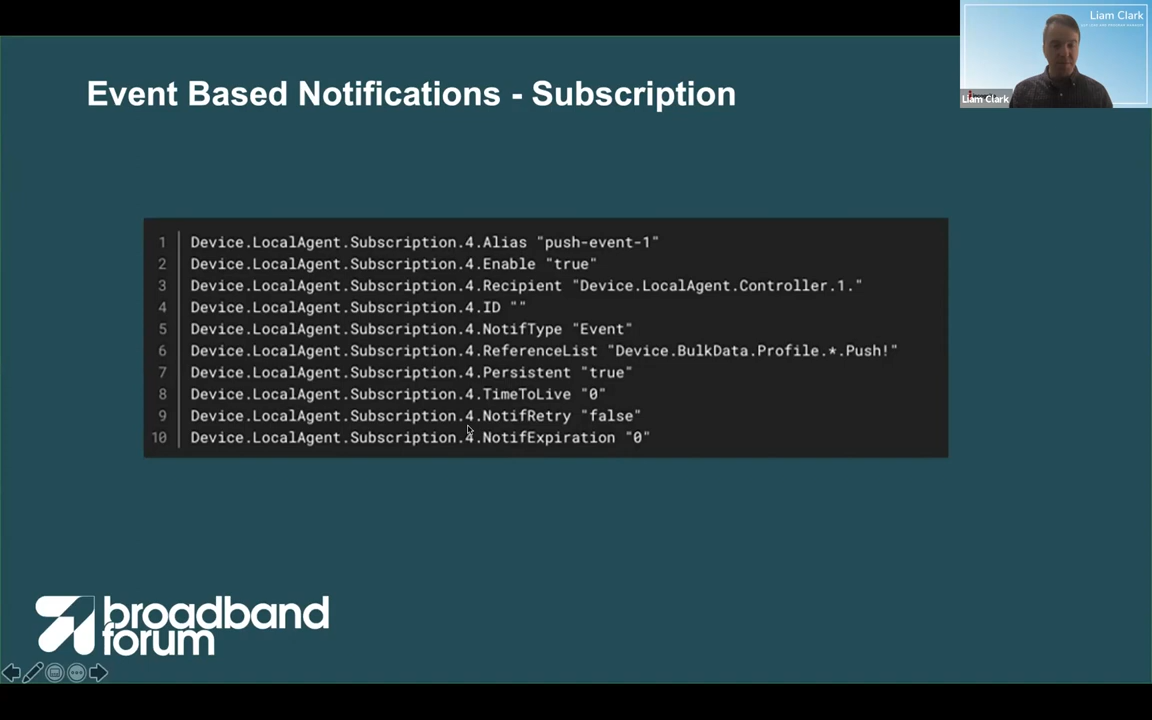 Liam Clark
Liam Clark
Event Based Notifications - Subscription
1 Device.LocalAgent.Subscription.4.Alias "push-event-1"
2 Device.LocalAgent.Subscription.4.Enable "true"
3 Device.LocalAgent.Subscription.4.Recipient "Device.LocalAgent.Controller.1."
4 Device.LocalAgent.Subscription.4.ID ""
5 Device.LocalAgent.Subscription.4.NotifType "Event"
6 Device.LocalAgent.Subscription.4.ReferenceList "Device.BulkData.Profile.*.Push!"
7 Device.LocalAgent.Subscription.4.Persistent "true"
8 Device.LocalAgent.Subscription.4.TimeToLive "0"
9 Device.LocalAgent.Subscription.4.NotifRetry "false"
10 Device.LocalAgent.Subscription.4.NotifExpiration "0"
broadband
forum